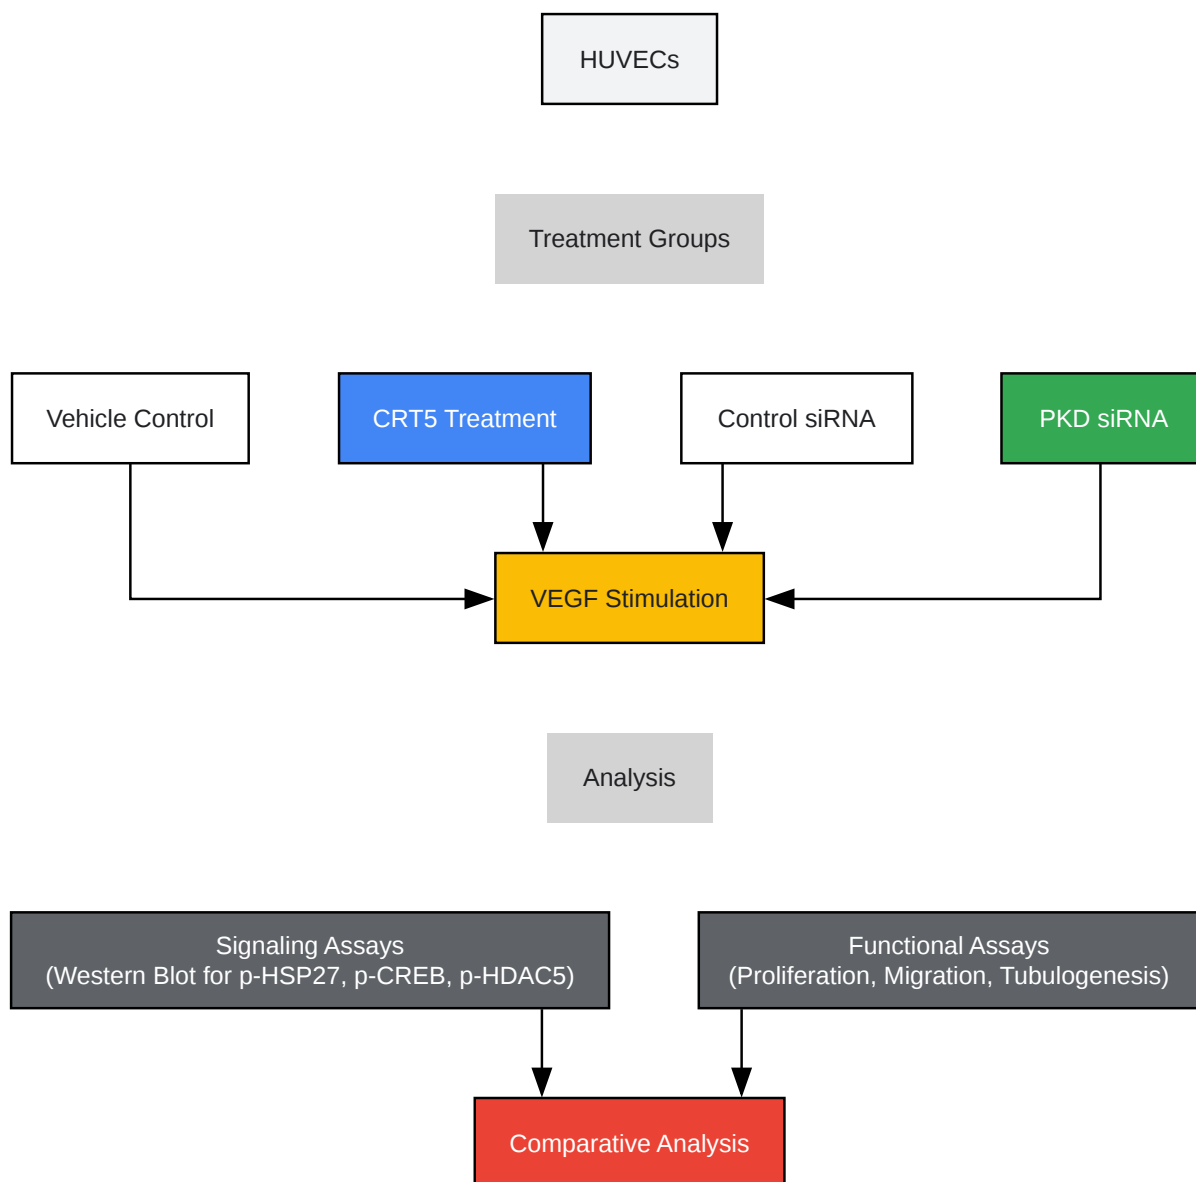 HUVECs
Treatment Groups
Vehicle Control
CRT5 Treatment
Control siRNA
PKD siRNA
VEGF Stimulation
Analysis
Signaling Assays
(Western Blot for p-HSP27, p-CREB, p-HDAC5)
Functional Assays
(Proliferation, Migration, Tubulogenesis)
Comparative Analysis